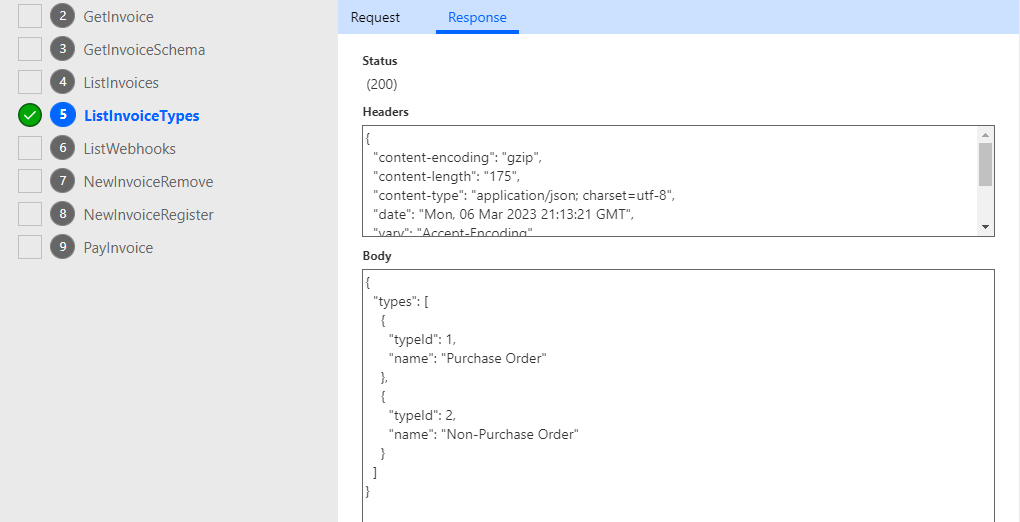 2 GetInvoice
3 GetInvoiceSchema
4 ListInvoices
5 ListInvoiceTypes
6 ListWebhooks
7 NewInvoiceRemove
8 NewInvoiceRegister
9 PayInvoice
Request Response
Status
(200)
Headers
{
"content-encoding": "gzip",
"content-length": "175",
"content-type": "application/json; charset=utf-8",
"date": "Mon, 06 Mar 2023 21:13:21 GMT",
"vary": "Accept-Encoding"
Body
{
"types": [
{
"typeId": 1,
"name": "Purchase Order"
},
{
"typeId": 2,
"name": "Non-Purchase Order"
}
]
}